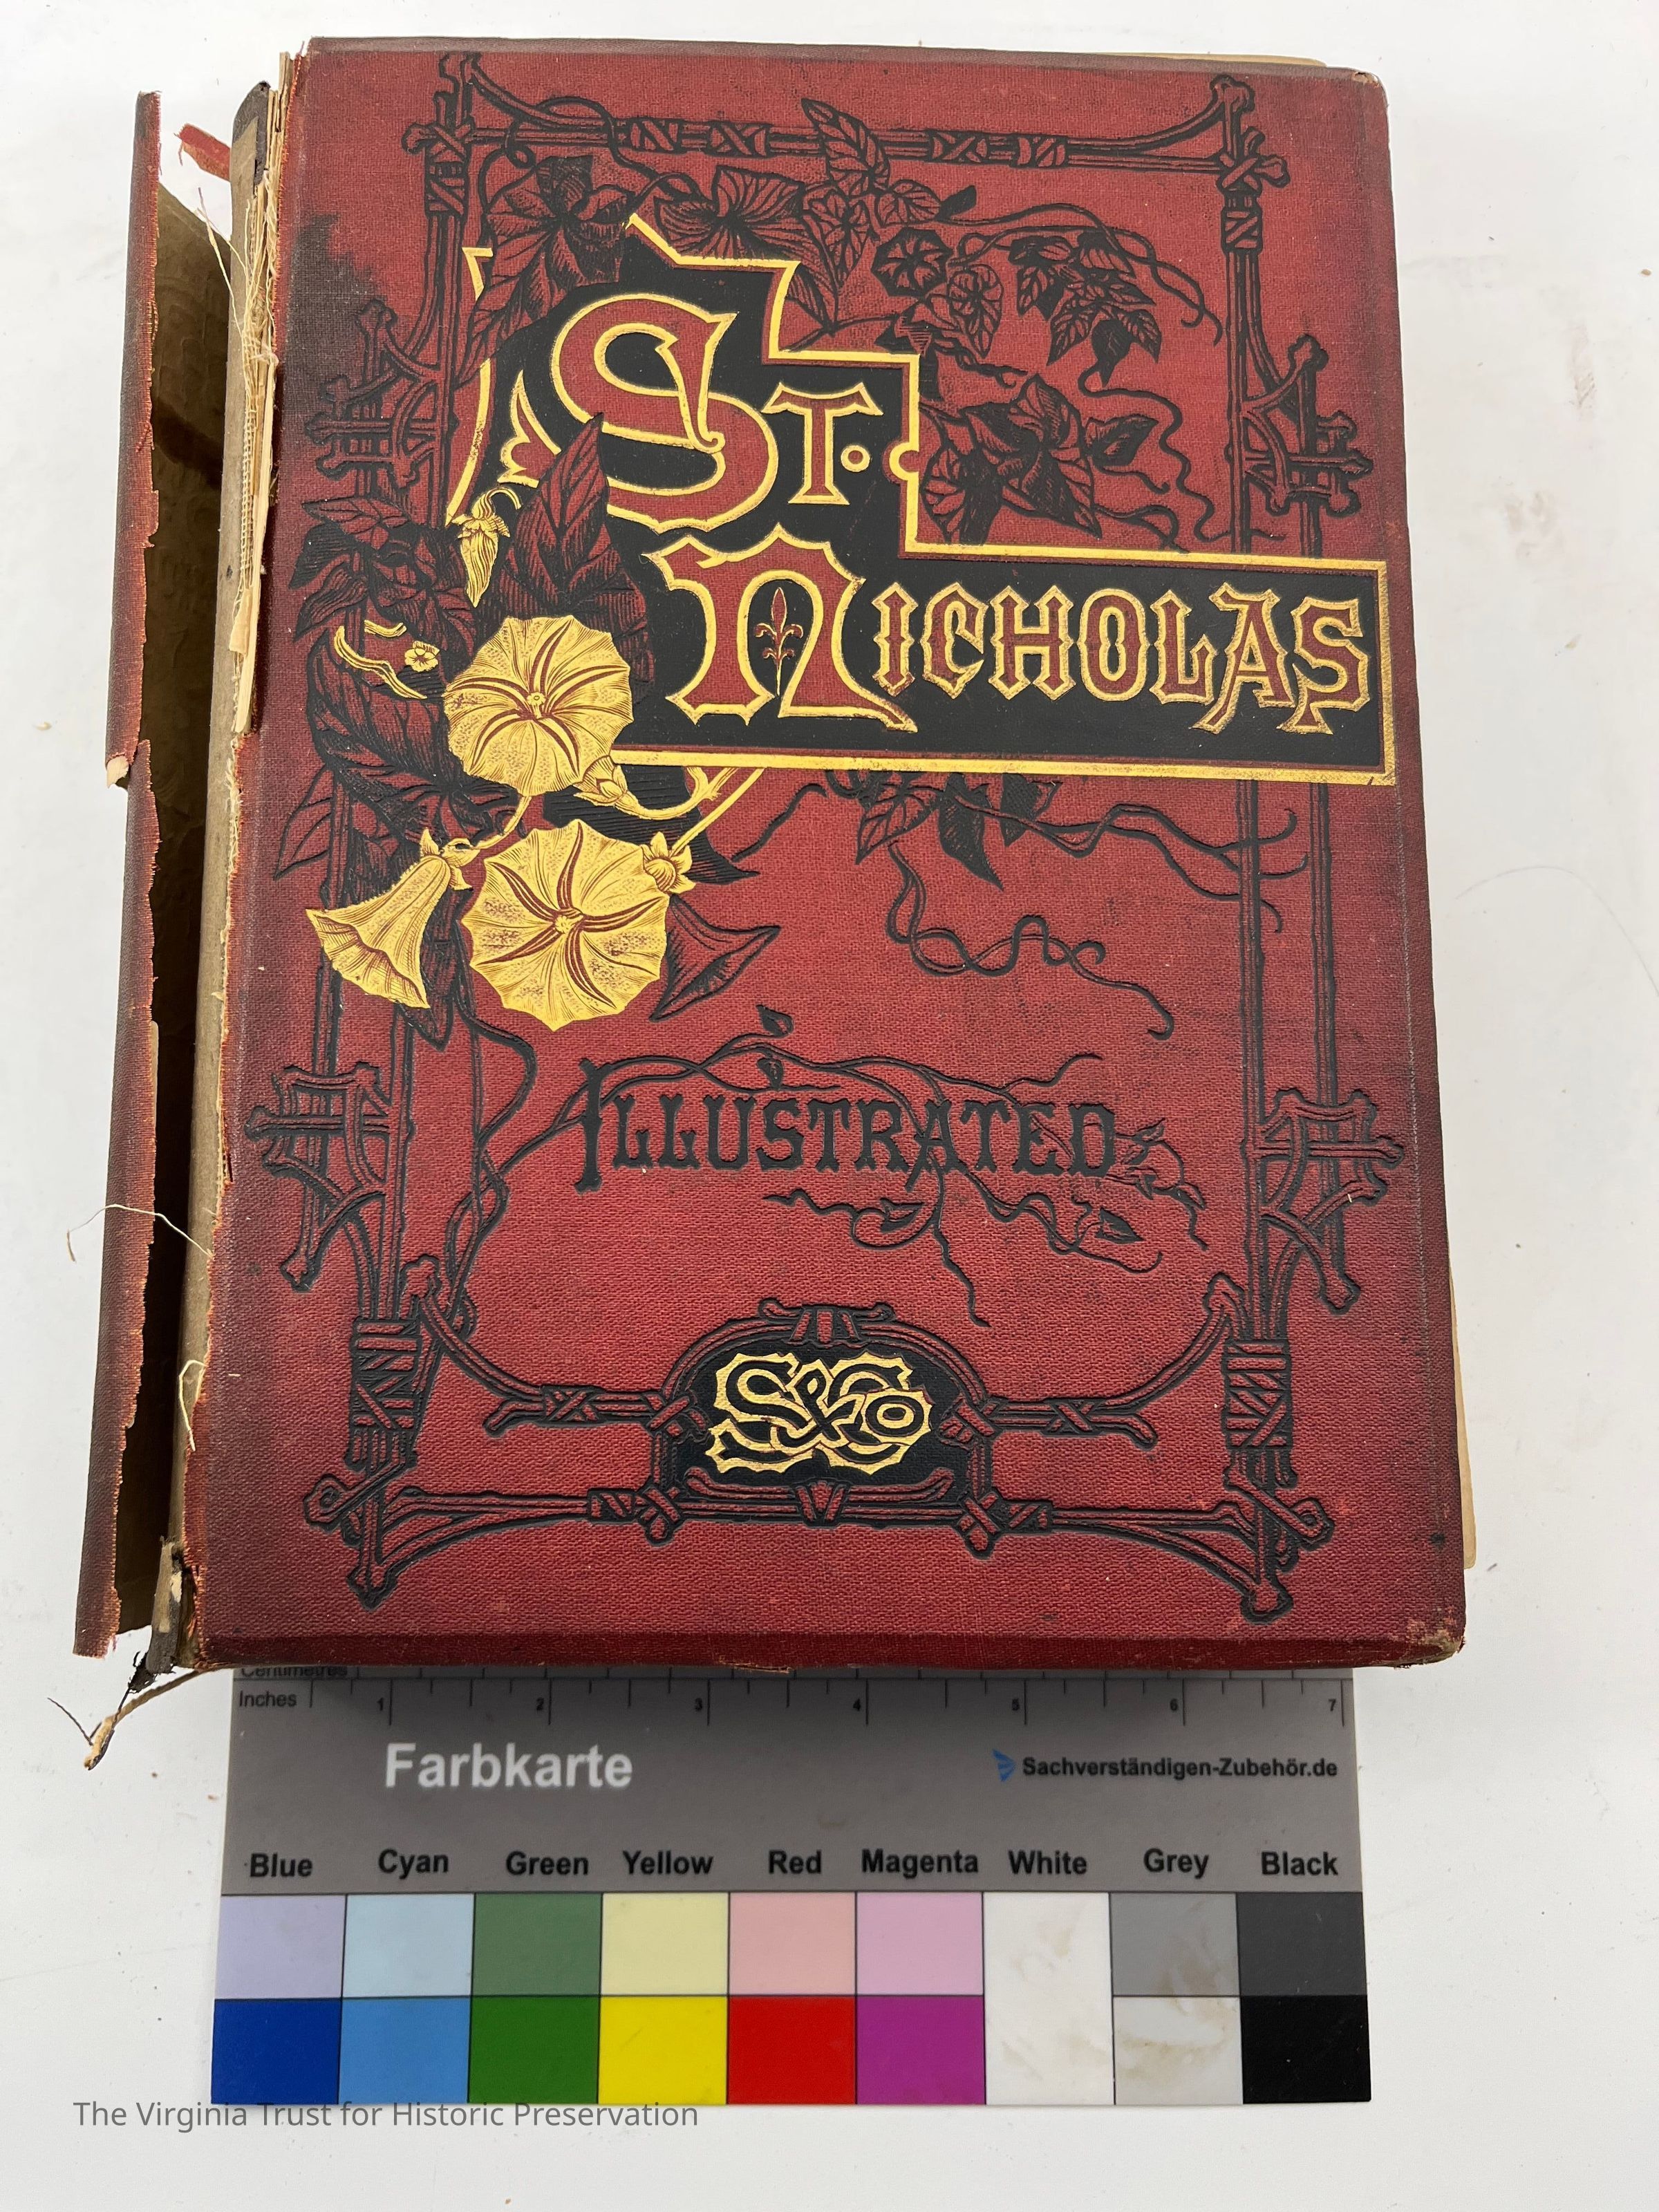 St.
Nicholas
Illustrated
S&Co
Centimetres
Inches 1 2 3 4 5 6 7
Farbkarte
Sachverständigen-Zubehör.de
Blue Cyan Green Yellow Red Magenta White Grey Black
The Virginia Trust for Historic Preservation